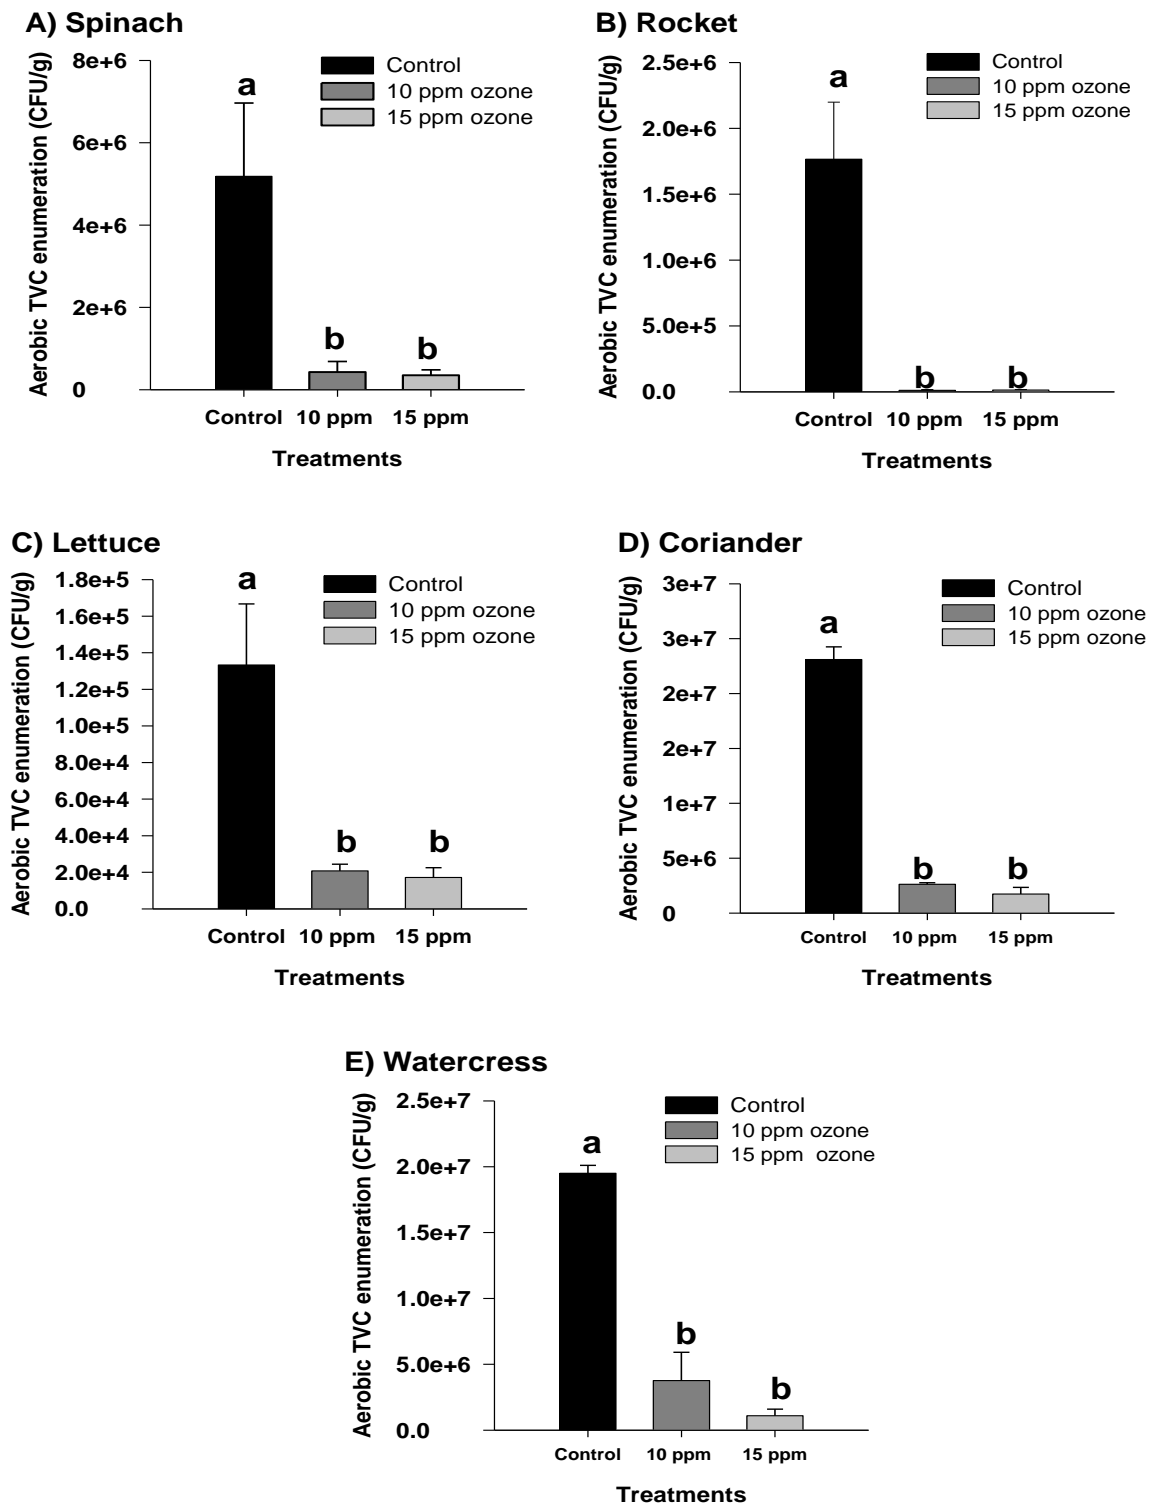 A) Spinach
Aerobic TVC enumeration (CFU/g)
8e+6
6e+6
4e+6
2e+6
0
a
b
b
Control
10 ppm ozone
15 ppm ozone
Control 10 ppm 15 ppm
Treatments
B) Rocket
Aerobic TVC enumeration (CFU/g)
2.5e+6
2.0e+6
1.5e+6
1.0e+6
5.0e+5
0.0
a
b
b
Control
10 ppm ozone
15 ppm ozone
Control 10 ppm 15 ppm
Treatments
C) Lettuce
Aerobic TVC enumeration (CFU/g)
1.8e+5
1.6e+5
1.4e+5
1.2e+5
1.0e+5
8.0e+4
6.0e+4
4.0e+4
2.0e+4
0.0
a
b
b
Control
10 ppm ozone
15 ppm ozone
Control 10 ppm 15 ppm
Treatments
D) Coriander
Aerobic TVC enumeration (CFU/g)
3e+7
3e+7
2e+7
2e+7
1e+7
5e+6
0
a
b
b
Control
10 ppm ozone
15 ppm ozone
Control 10 ppm 15 ppm
Treatments
E) Watercress
Aerobic TVC enumeration (CFU/g)
2.5e+7
2.0e+7
1.5e+7
1.0e+7
5.0e+6
0.0
a
b
b
Control
10 ppm ozone
15 ppm ozone
Control 10 ppm 15 ppm
Treatments